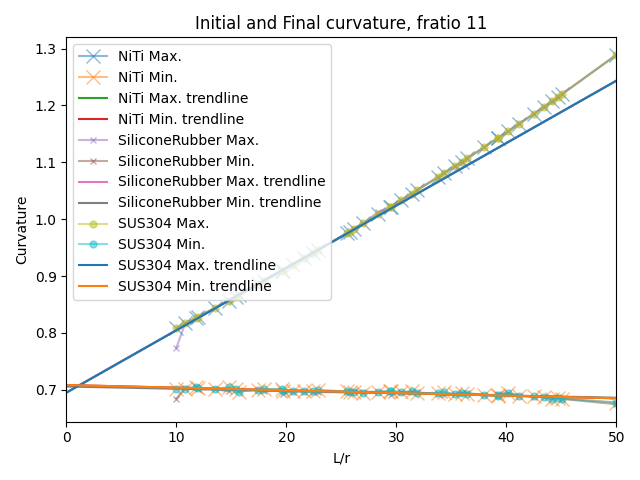 Initial and Final curvature, fratio 11
NiTi Max.
NiTi Min.
NiTi Max. trendline
NiTi Min. trendline
SiliconeRubber Max.
SiliconeRubber Min.
SiliconeRubber Max. trendline
SiliconeRubber Min. trendline
SUS304 Max.
SUS304 Min.
SUS304 Max. trendline
SUS304 Min. trendline
Curvature
1.3
1.2
1.1
1.0
0.9
0.8
0.7
0 10 20 30 40 50
L/r